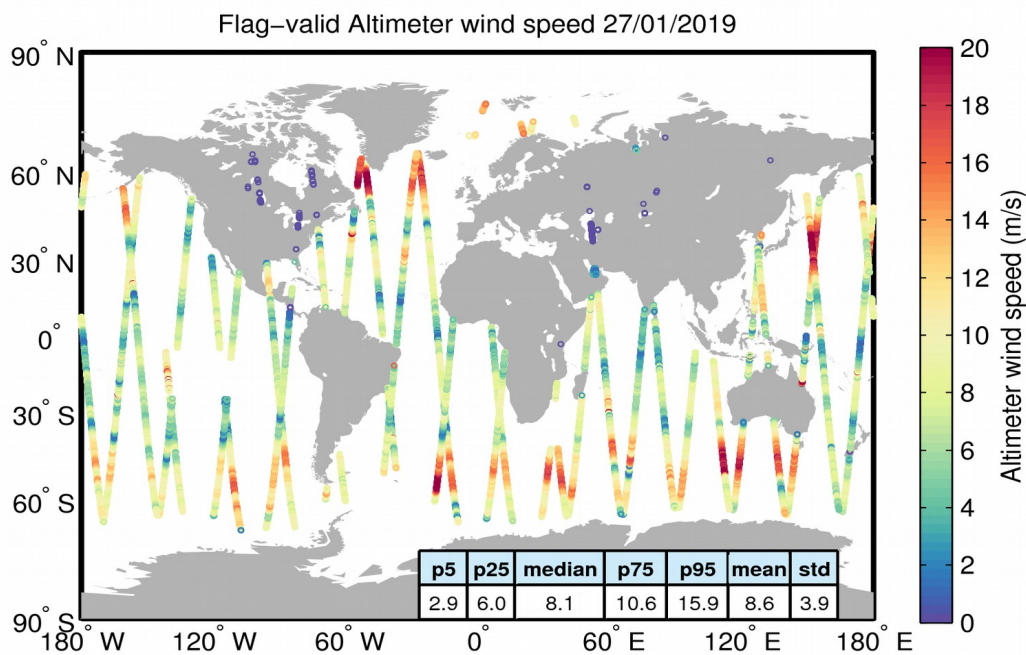 Flag−valid Altimeter wind speed 27/01/2019
90° N
60° N
30° N
0°
30° S
60° S
90° S
180° W
120° W
60° W
0°
60° E
120° E
180° E
p5 p25 median p75 p95 mean std
2.9 6.0 8.1 10.6 15.9 8.6 3.9
20
18
16
14
12
10
8
6
4
2
0
Altimeter wind speed (m/s)